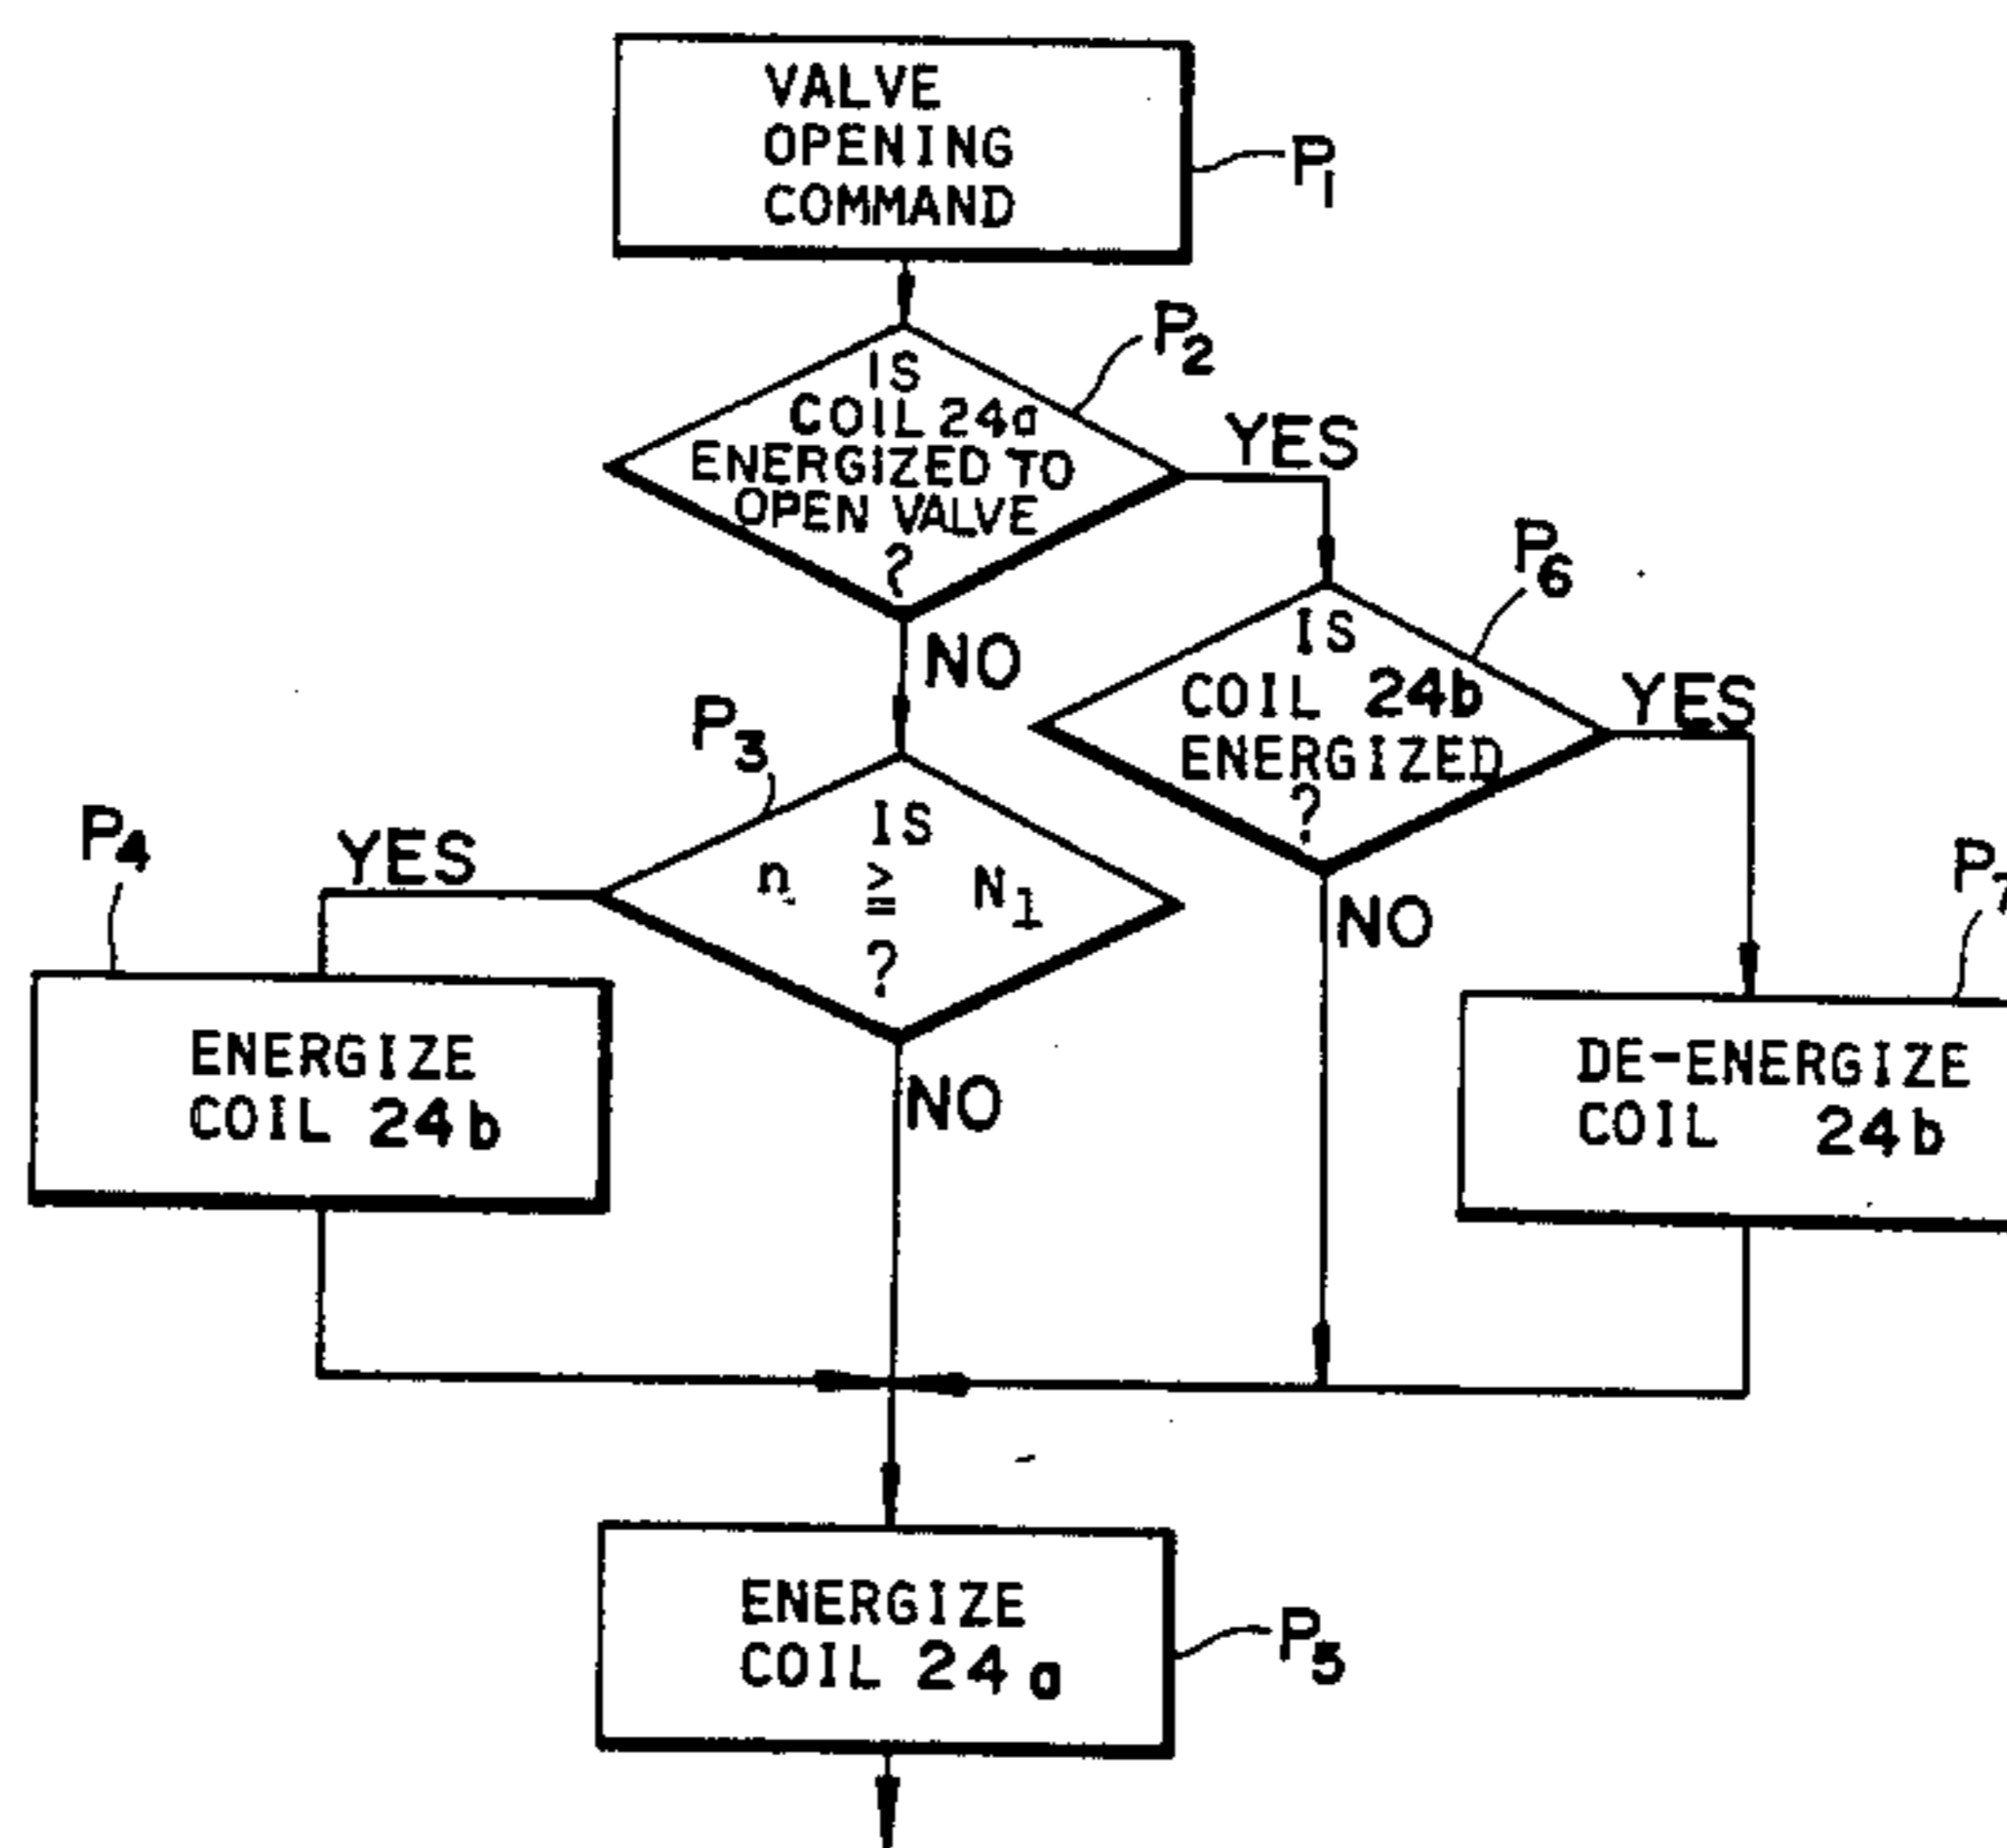 VALVE
OPENING
COMMAND
P1
IS
COIL 24a
ENERGIZED TO
OPEN VALVE
?
P2
YES
NO
IS
COIL 24b
ENERGIZED
?
P6
YES
NO
P3
IS
n ≧ N1
?
YES
NO
P4
ENERGIZE
COIL 24b
P7
DE-ENERGIZE
COIL 24b
ENERGIZE
COIL 24a
P5